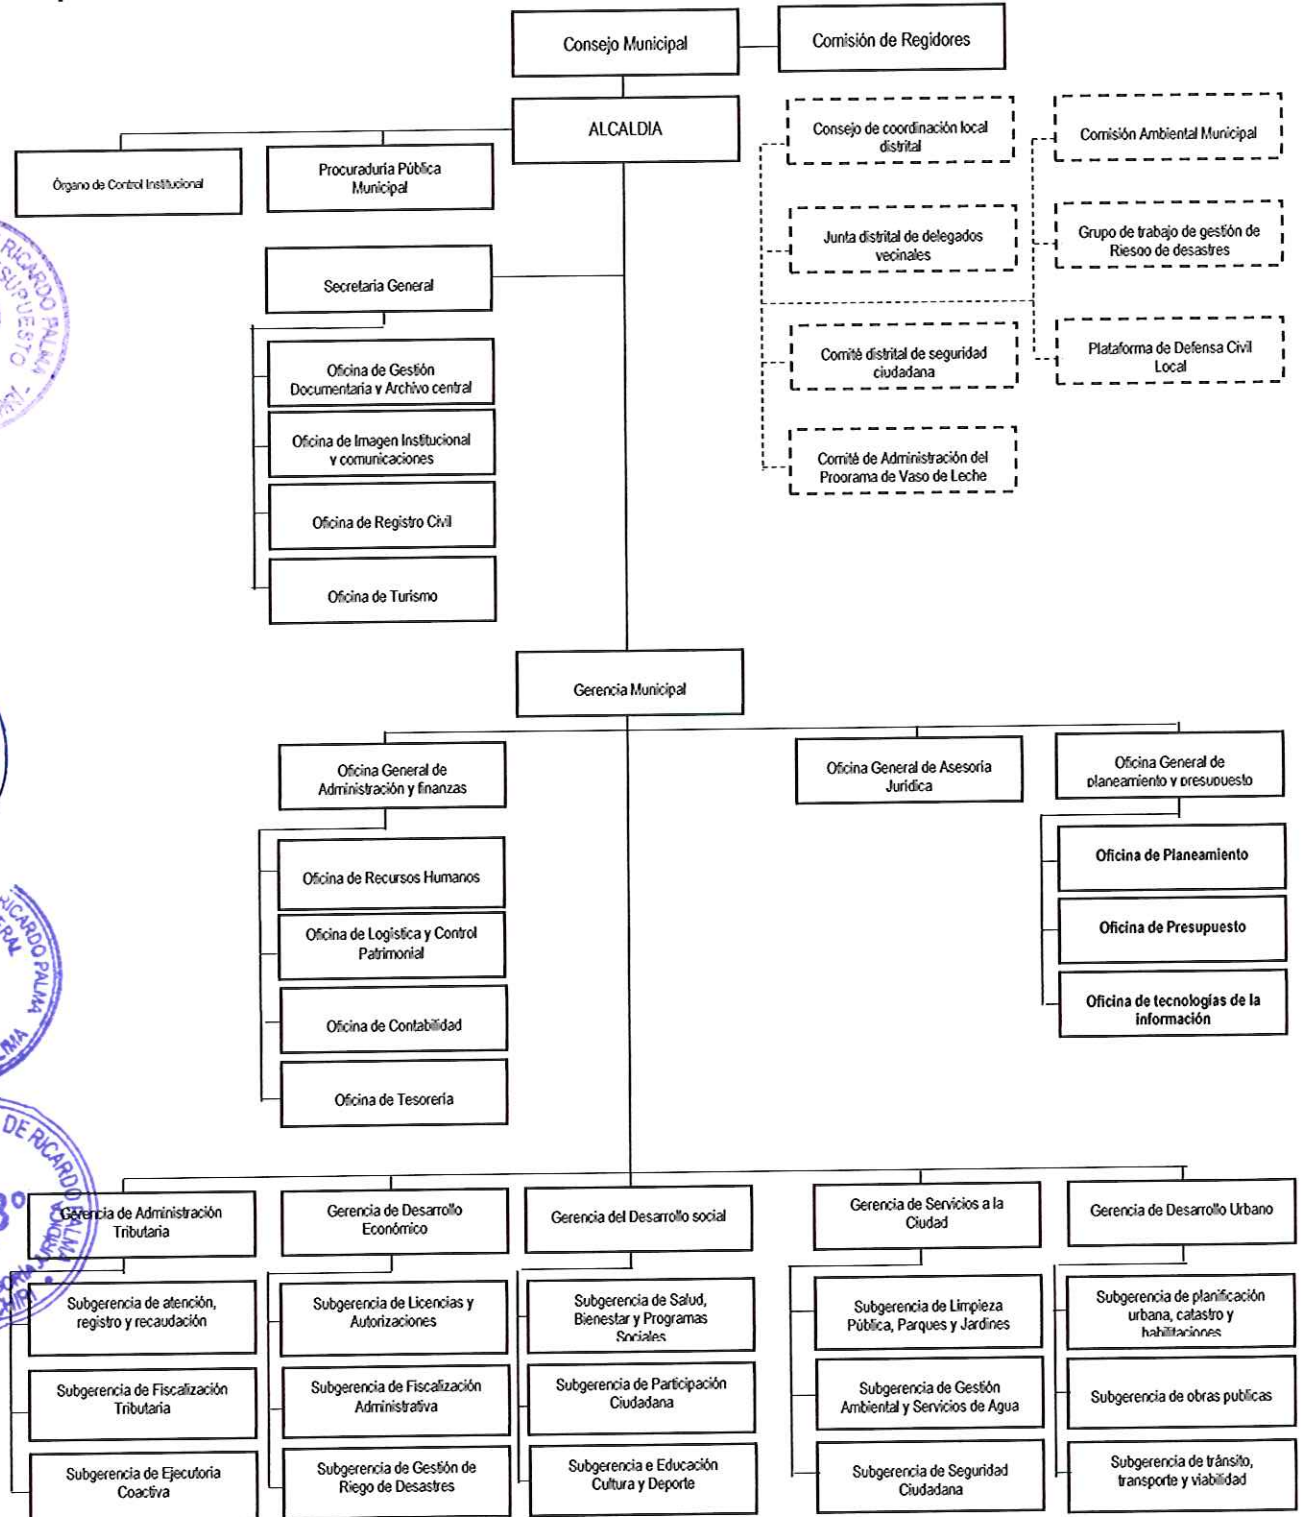 Consejo Municipal
Comisión de Regidores
ALCALDIA
Consejo de coordinación local
distrital
Comisión Ambiental Municipal
Órgano de Control Institucional
Procuraduría Pública
Municipal
Junta distrital de delegados
vecinales
Grupo de trabajo de gestión de
Riesgo de desastres
Secretaria General
Comité distrital de seguridad
ciudadana
Plataforma de Defensa Civil
Local
Oficina de Gestión
Documentaria y Archivo central
Oficina de Imagen Institucional
y comunicaciones
Comité de Administración del
Programa de Vaso de Leche
Oficina de Registro Civil
Oficina de Turismo
Gerencia Municipal
Oficina General de
Administración y finanzas
Oficina General de Asesoría
Jurídica
Oficina General de
planeamiento y presupuesto
Oficina de Recursos Humanos
Oficina de Logística y Control
Patrimonial
Oficina de Contabilidad
Oficina de Tesorería
Oficina de Planeamiento
Oficina de Presupuesto
Oficina de tecnologías de la
información
Gerencia de Administración
Tributaria
Gerencia de Desarrollo
Económico
Gerencia del Desarrollo social
Gerencia de Servicios a la
Ciudad
Gerencia de Desarrollo Urbano
Subgerencia de atención,
registro y recaudación
Subgerencia de Fiscalización
Tributaria
Subgerencia de Ejecutoria
Coactiva
Subgerencia de Licencias y
Autorizaciones
Subgerencia de Fiscalización
Administrativa
Subgerencia de Gestión de
Riego de Desastres
Subgerencia de Salud,
Bienestar y Programas
Sociales
Subgerencia de Participación
Ciudadana
Subgerencia e Educación
Cultura y Deporte
Subgerencia de Limpieza
Pública, Parques y Jardines
Subgerencia de Gestión
Ambiental y Servicios de Agua
Subgerencia de Seguridad
Ciudadana
Subgerencia de planificación
urbana, catastro y
habilitaciones
Subgerencia de obras publicas
Subgerencia de tránsito,
transporte y viabilidad
RICARDO PALMA
RICARDO PALMA
DE RICARDO PALMA